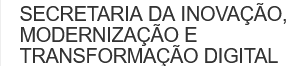 SECRETARIA DA INOVAÇÃO,
MODERNIZAÇÃO E
TRANSFORMAÇÃO DIGITAL